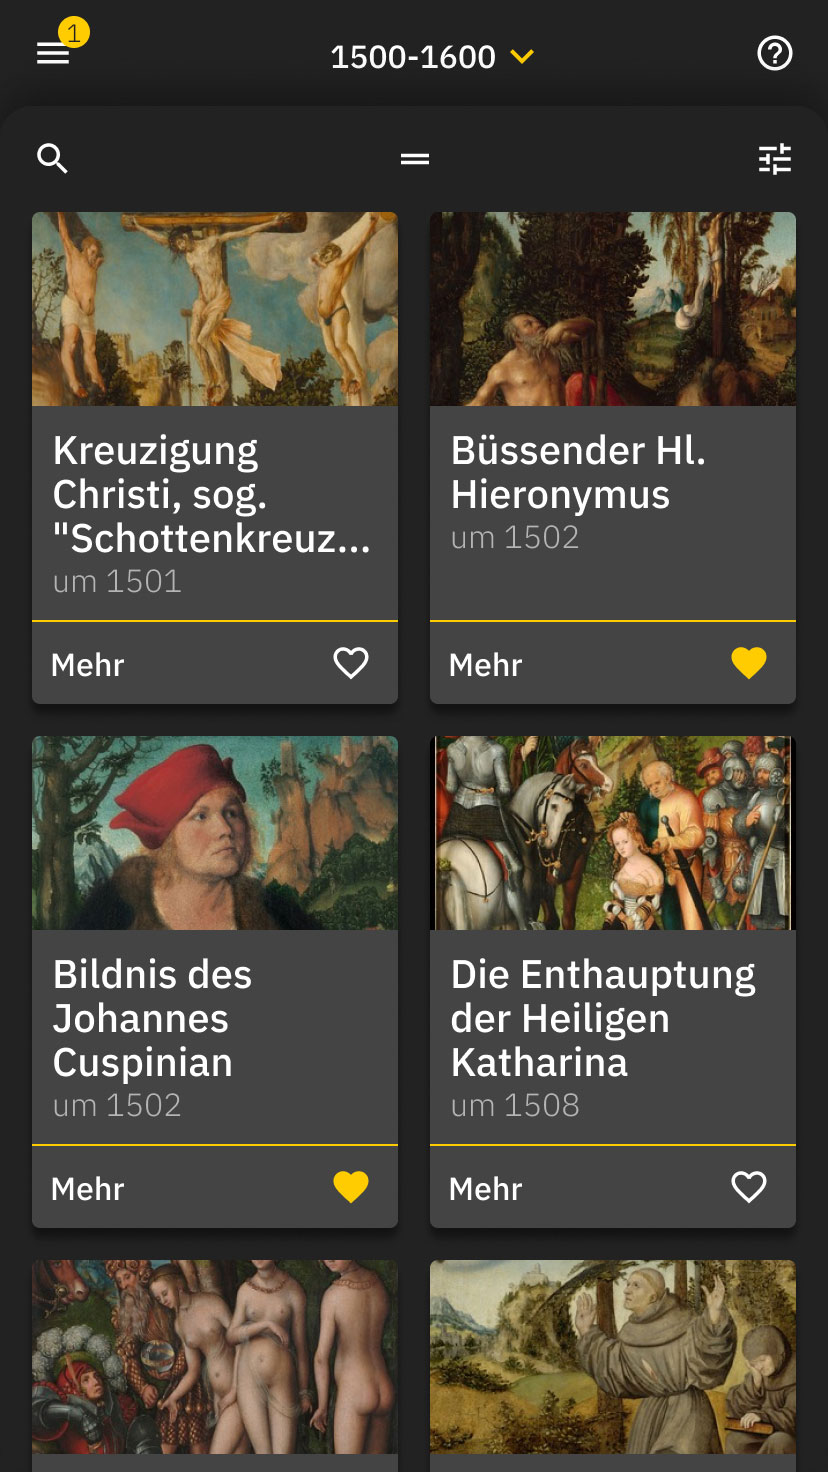 1
1500-1600
Kreuzigung
Christi, sog.
"Schottenkreuz...
um 1501
Mehr
Büssender Hl.
Hieronymus
um 1502
Mehr
Bildnis des
Johannes
Cuspinian
um 1502
Mehr
Die Enthauptung
der Heiligen
Katharina
um 1508
Mehr